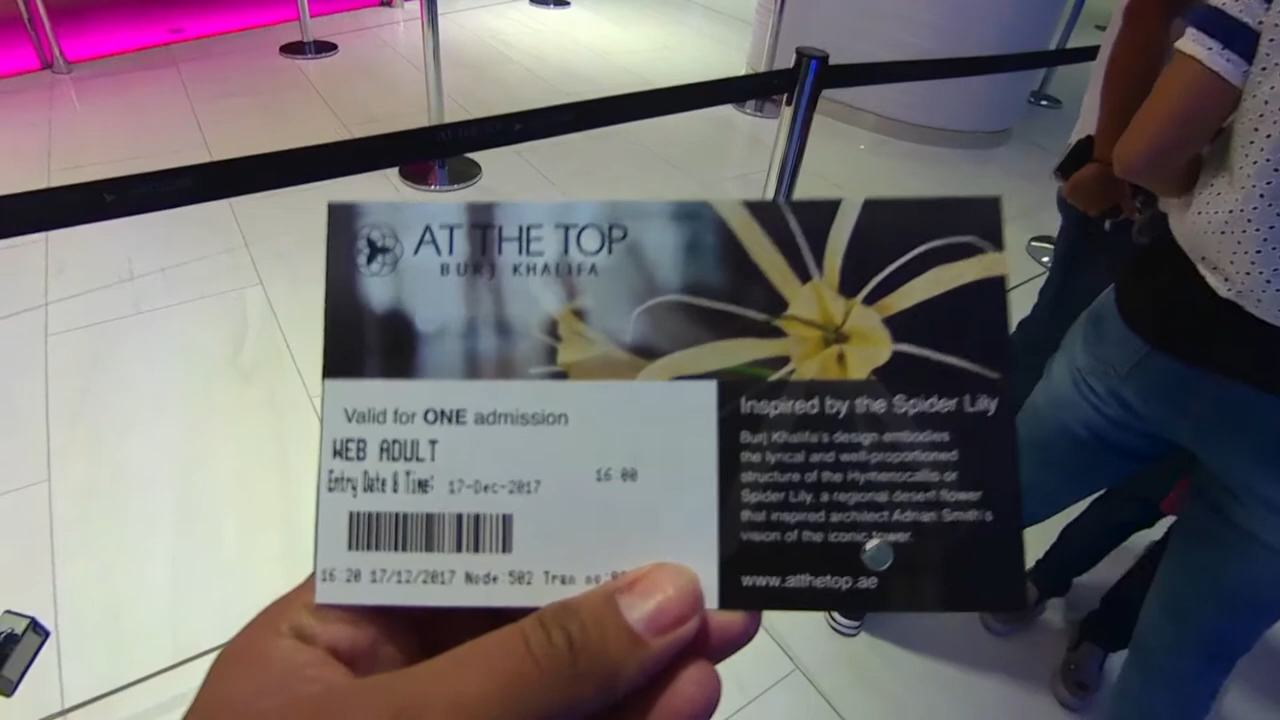 AT THE TOP
BURJ KHALIFA
Valid for ONE admission
WEB ADULT
Entry Date & Time: 17-Dec-2017 16:00
16:20 17/12/2017 Node:502 Tran no:
Inspired by the Spider Lily
Burj Khalifa's design embodies
the lyrical and well-proportioned
structure of the Hymenocallis or
Spider Lily, a regional desert flower
that inspired architect Adrian Smith's
vision of the iconic tower.
www.atthetop.ae